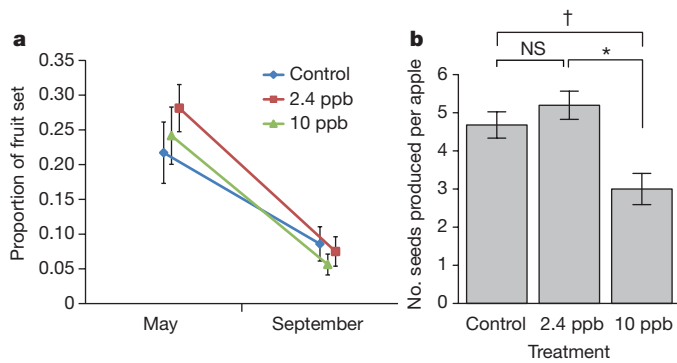 a
Proportion of fruit set
0.35
0.30
0.25
0.20
0.15
0.10
0.05
0
Control
2.4 ppb
10 ppb
May September
b
†
NS *
No. seeds produced per apple
6
5
4
3
2
1
0
Control 2.4 ppb 10 ppb
Treatment